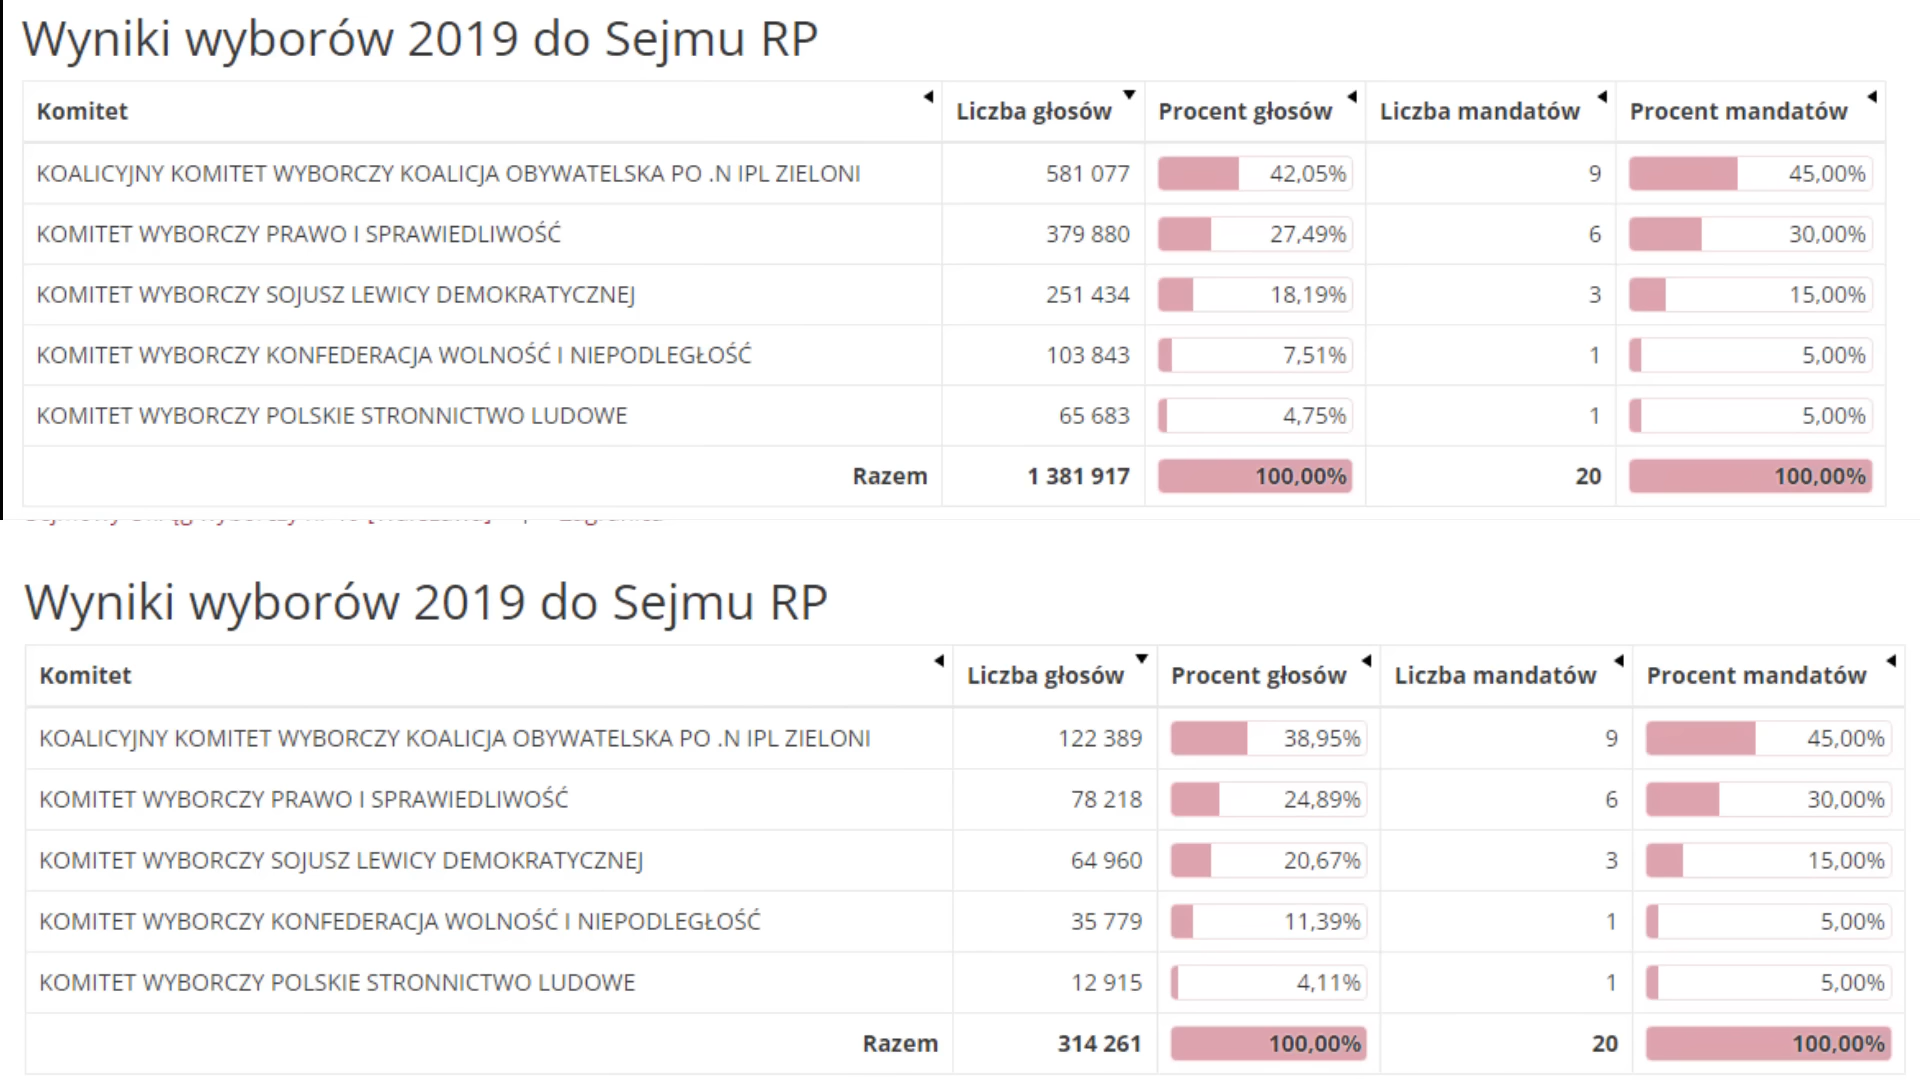 Wyniki wyborów 2019 do Sejmu RP
Komitet Liczba głosów Procent głosów Liczba mandatów Procent mandatów
KOALICYJNY KOMITET WYBORCZY KOALICJA OBYWATELSKA PO .N IPL ZIELONI 581 077 42,05% 9 45,00%
KOMITET WYBORCZY PRAWO I SPRAWIEDLIWOŚĆ 379 880 27,49% 6 30,00%
KOMITET WYBORCZY SOJUSZ LEWICY DEMOKRATYCZNEJ 251 434 18,19% 3 15,00%
KOMITET WYBORCZY KONFEDERACJA WOLNOŚĆ I NIEPODLEGŁOŚĆ 103 843 7,51% 1 5,00%
KOMITET WYBORCZY POLSKIE STRONNICTWO LUDOWE 65 683 4,75% 1 5,00%
Razem 1 381 917 100,00% 20 100,00%
Wyniki wyborów 2019 do Sejmu RP
Komitet Liczba głosów Procent głosów Liczba mandatów Procent mandatów
KOALICYJNY KOMITET WYBORCZY KOALICJA OBYWATELSKA PO .N IPL ZIELONI 122 389 38,95% 9 45,00%
KOMITET WYBORCZY PRAWO I SPRAWIEDLIWOŚĆ 78 218 24,89% 6 30,00%
KOMITET WYBORCZY SOJUSZ LEWICY DEMOKRATYCZNEJ 64 960 20,67% 3 15,00%
KOMITET WYBORCZY KONFEDERACJA WOLNOŚĆ I NIEPODLEGŁOŚĆ 35 779 11,39% 1 5,00%
KOMITET WYBORCZY POLSKIE STRONNICTWO LUDOWE 12 915 4,11% 1 5,00%
Razem 314 261 100,00% 20 100,00%